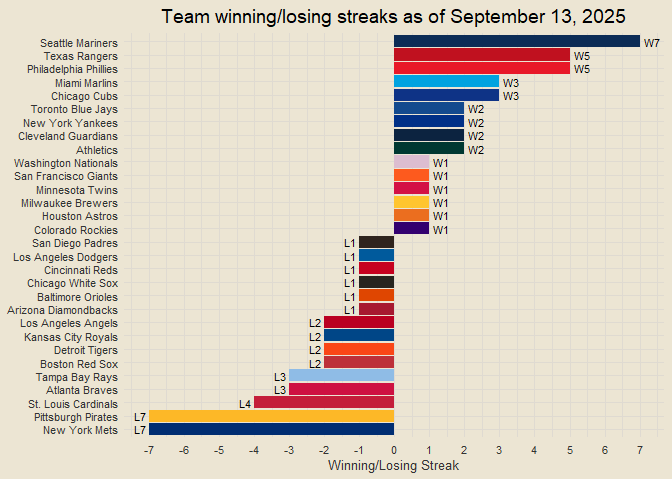 Team winning/losing streaks as of September 13, 2025
Seattle Mariners W7
Texas Rangers W5
Philadelphia Phillies W5
Miami Marlins W3
Chicago Cubs W3
Toronto Blue Jays W2
New York Yankees W2
Cleveland Guardians W2
Athletics W2
Washington Nationals W1
San Francisco Giants W1
Minnesota Twins W1
Milwaukee Brewers W1
Houston Astros W1
Colorado Rockies W1
San Diego Padres L1
Los Angeles Dodgers L1
Cincinnati Reds L1
Chicago White Sox L1
Baltimore Orioles L1
Arizona Diamondbacks L1
Los Angeles Angels L2
Kansas City Royals L2
Detroit Tigers L2
Boston Red Sox L2
Tampa Bay Rays L3
Atlanta Braves L3
St. Louis Cardinals L4
Pittsburgh Pirates L7
New York Mets L7
-7 -6 -5 -4 -3 -2 -1 0 1 2 3 4 5 6 7
Winning/Losing Streak